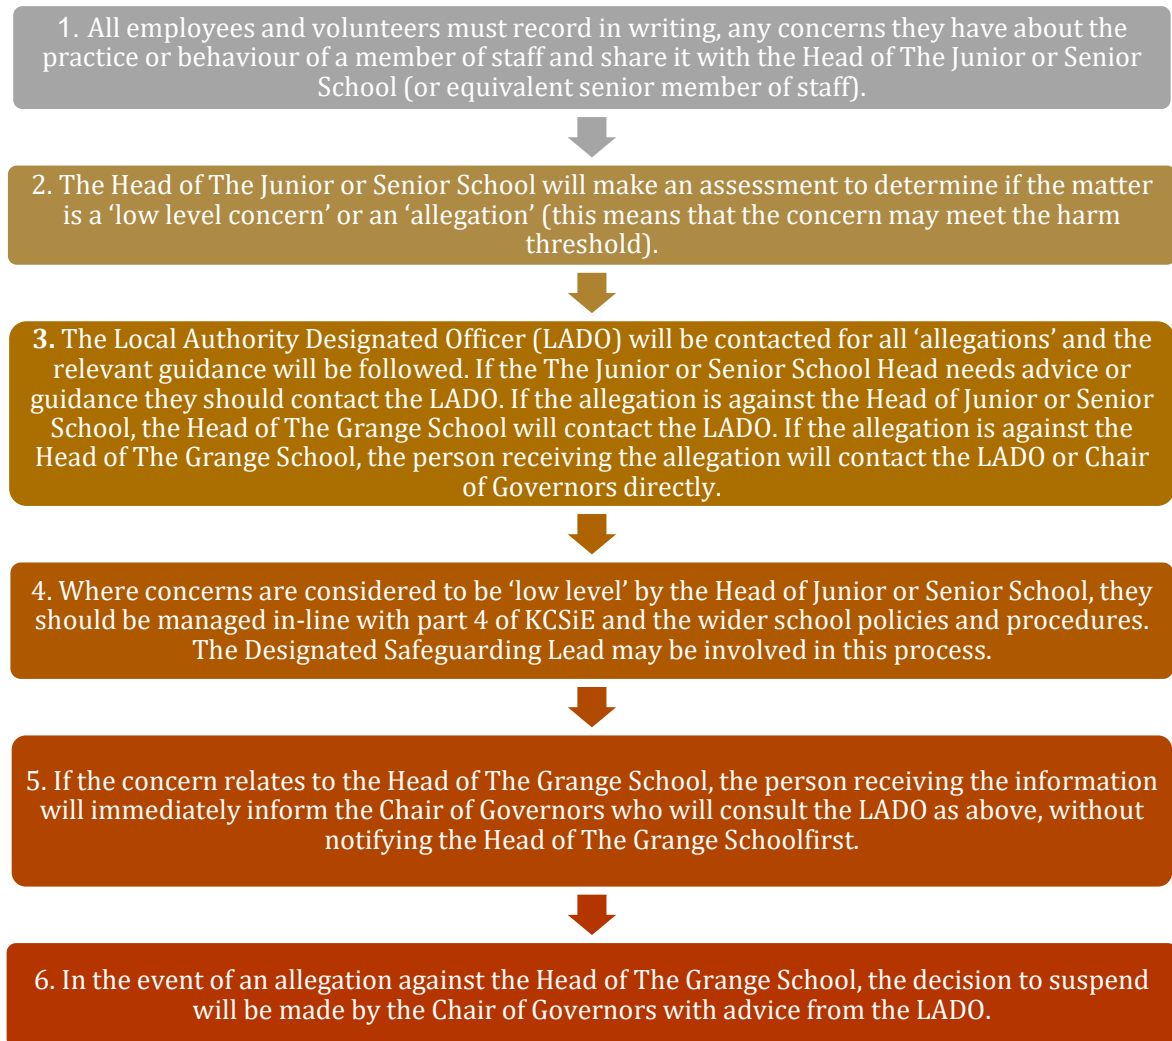 1. All employees and volunteers must record in writing, any concerns they have about the
practice or behaviour of a member of staff and share it with the Head of The Junior or Senior
School (or equivalent senior member of staff).
2. The Head of The Junior or Senior School will make an assessment to determine if the matter
is a ‘low level concern’ or an ‘allegation’ (this means that the concern may meet the harm
threshold).
3. The Local Authority Designated Officer (LADO) will be contacted for all ‘allegations’ and the
relevant guidance will be followed. If the The Junior or Senior School Head needs advice or
guidance they should contact the LADO. If the allegation is against the Head of Junior or Senior
School, the Head of The Grange School will contact the LADO. If the allegation is against the
Head of The Grange School, the person receiving the allegation will contact the LADO or Chair
of Governors directly.
4. Where concerns are considered to be ‘low level’ by the Head of Junior or Senior School, they
should be managed in-line with part 4 of KCSiE and the wider school policies and procedures.
The Designated Safeguarding Lead may be involved in this process.
5. If the concern relates to the Head of The Grange School, the person receiving the information
will immediately inform the Chair of Governors who will consult the LADO as above, without
notifying the Head of The Grange Schoolfirst.
6. In the event of an allegation against the Head of The Grange School, the decision to suspend
will be made by the Chair of Governors with advice from the LADO.